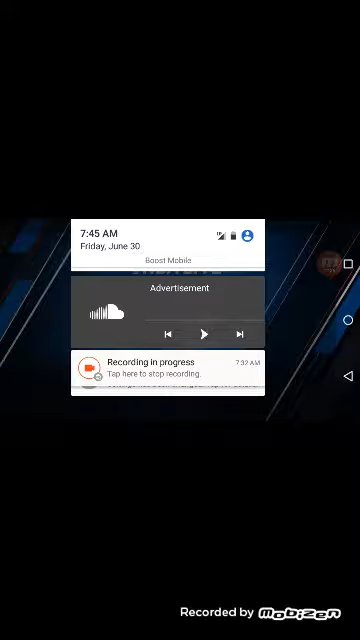 7:45 AM
Friday, June 30
Boost Mobile
Advertisement
Recording in progress
7:32 AM
Tap here to stop recording.
Recorded by MOBIZEN